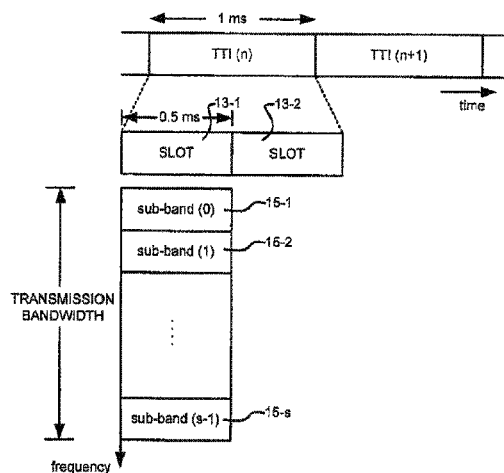 1 ms
TTI (n)
TTI (n+1)
time
13-1
13-2
0.5 ms
SLOT
SLOT
sub-band (0)
15-1
sub-band (1)
15-2
TRANSMISSION
BANDWIDTH
sub-band (s-1)
15-s
frequency